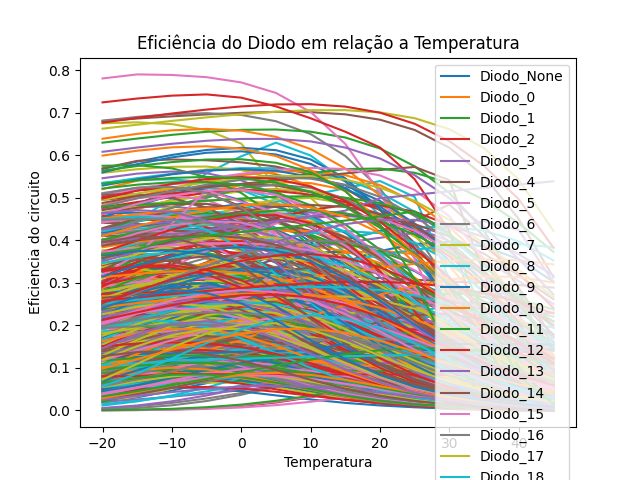 Eficiência do Diodo em relação a Temperatura
Eficiencia do circuito
0.8
0.7
0.6
0.5
0.4
0.3
0.2
0.1
0.0
−20
−10
0
10
20
30
40
Temperatura
Diodo_None
Diodo_0
Diodo_1
Diodo_2
Diodo_3
Diodo_4
Diodo_5
Diodo_6
Diodo_7
Diodo_8
Diodo_9
Diodo_10
Diodo_11
Diodo_12
Diodo_13
Diodo_14
Diodo_15
Diodo_16
Diodo_17
Diodo_18